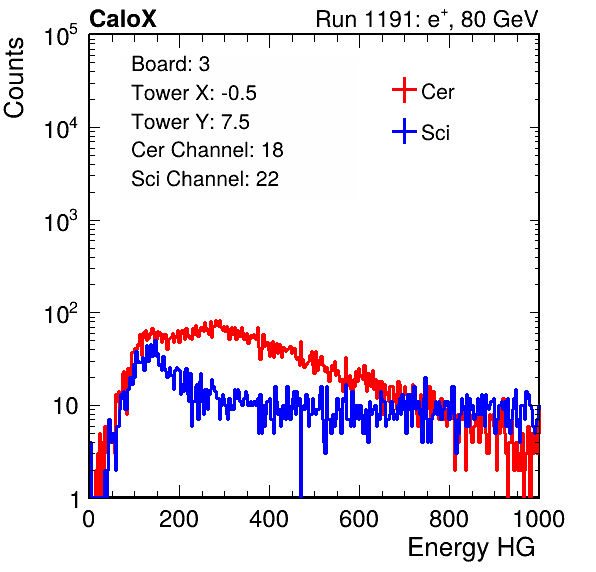 CaloX Run 1191: e⁺, 80 GeV
Counts
Board: 3
Tower X: -0.5
Tower Y: 7.5
Cer Channel: 18
Sci Channel: 22
Cer
Sci
10⁵
10⁴
10³
10²
10
1
0 200 400 600 800 1000
Energy HG